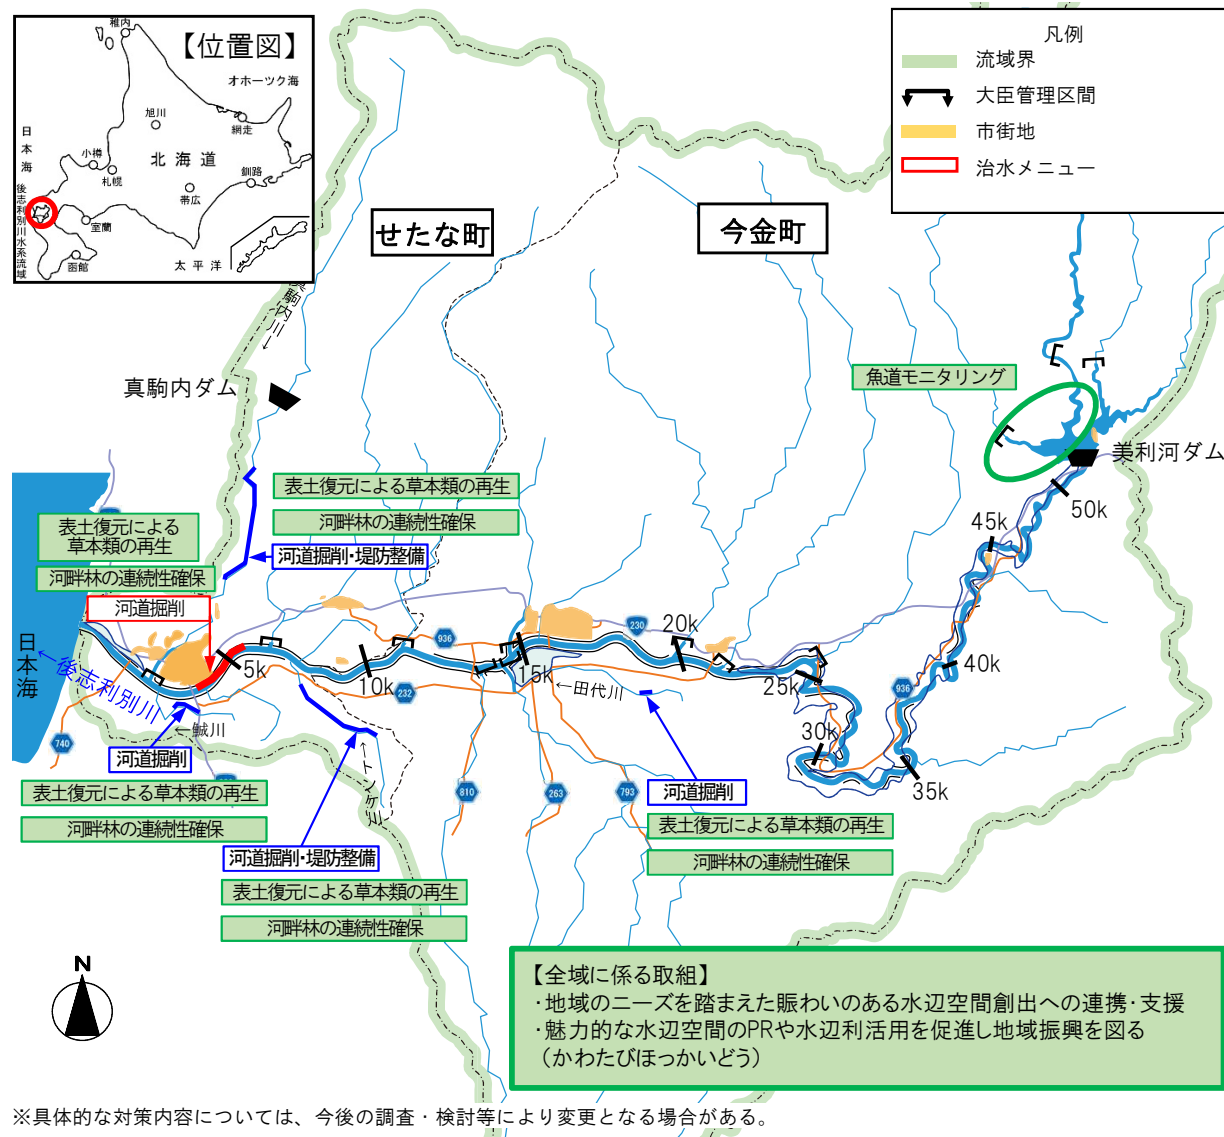 【位置図】
稚内
オホーツク海
旭川
網走
日本海
小樽
北海道
札幌
釧路
帯広
後志利別川水系流域
室蘭
函館
太平洋
凡例
流域界
大臣管理区間
市街地
治水メニュー
せたな町
今金町
真駒内川
真駒内ダム
魚道モニタリング
美利河ダム
表土復元による草本類の再生
河畔林の連続性確保
河道掘削・堤防整備
表土復元による
草本類の再生
河畔林の連続性確保
河道掘削
50k
45k
40k
35k
30k
25k
20k
15k
10k
5k
230
936
936
232
740
810
263
793
日本海
←後志利別川
←田代川
←鰔川
←トンケ川
河道掘削
表土復元による草本類の再生
河畔林の連続性確保
河道掘削・堤防整備
表土復元による草本類の再生
河畔林の連続性確保
河道掘削
表土復元による草本類の再生
河畔林の連続性確保
N
【全域に係る取組】
・地域のニーズを踏まえた賑わいのある水辺空間創出への連携・支援
・魅力的な水辺空間のPRや水辺利活用を促進し地域振興を図る
（かわたびほっかいどう）
※具体的な対策内容については、今後の調査・検討等により変更となる場合がある。